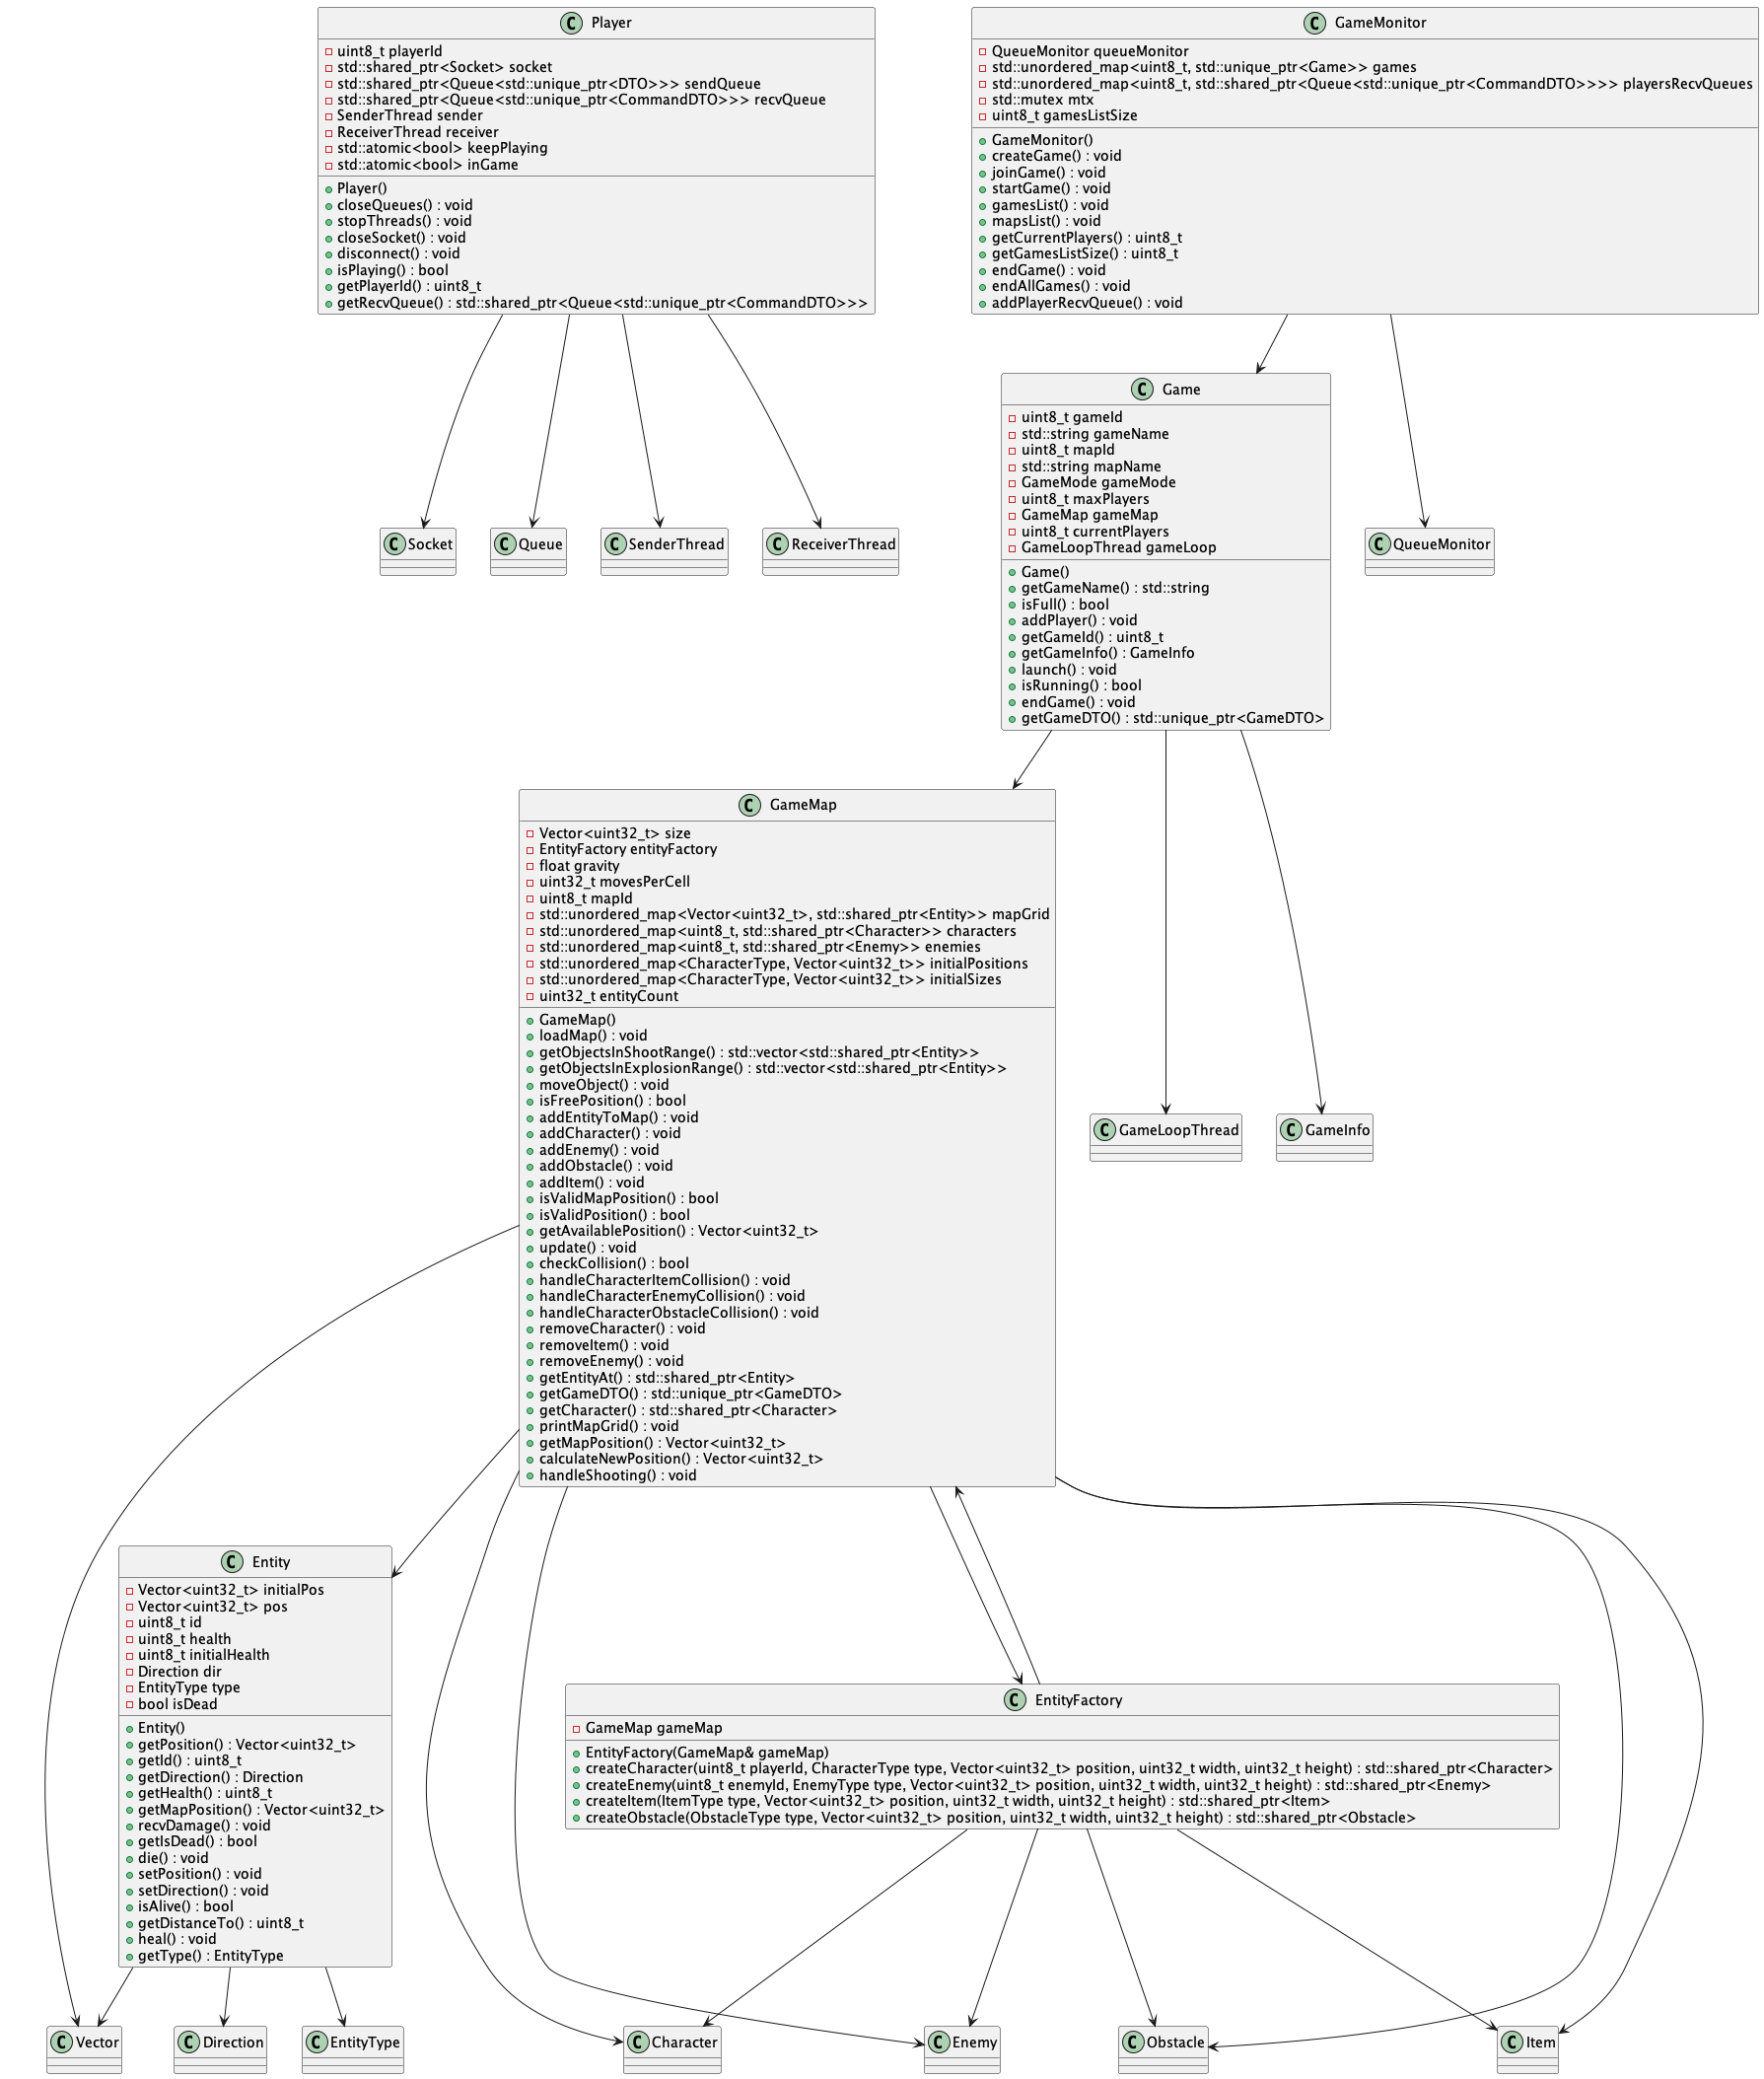 C Player
uint8_t playerId
std::shared_ptr<Socket> socket
std::shared_ptr<Queue<std::unique_ptr<DTO>>> sendQueue
std::shared_ptr<Queue<std::unique_ptr<CommandDTO>>> recvQueue
SenderThread sender
ReceiverThread receiver
std::atomic<bool> keepPlaying
std::atomic<bool> inGame
Player()
closeQueues() : void
stopThreads() : void
closeSocket() : void
disconnect() : void
isPlaying() : bool
getPlayerId() : uint8_t
getRecvQueue() : std::shared_ptr<Queue<std::unique_ptr<CommandDTO>>>
C GameMonitor
QueueMonitor queueMonitor
std::unordered_map<uint8_t, std::unique_ptr<Game>> games
std::unordered_map<uint8_t, std::shared_ptr<Queue<std::unique_ptr<CommandDTO>>>> playersRecvQueues
std::mutex mtx
uint8_t gamesListSize
GameMonitor()
createGame() : void
joinGame() : void
startGame() : void
gamesList() : void
mapsList() : void
getCurrentPlayers() : uint8_t
getGamesListSize() : uint8_t
endGame() : void
endAllGames() : void
addPlayerRecvQueue() : void
C Game
uint8_t gameId
std::string gameName
uint8_t mapId
std::string mapName
GameMode gameMode
uint8_t maxPlayers
GameMap gameMap
uint8_t currentPlayers
GameLoopThread gameLoop
Game()
getGameName() : std::string
isFull() : bool
addPlayer() : void
getGameId() : uint8_t
getGameInfo() : GameInfo
launch() : void
isRunning() : bool
endGame() : void
getGameDTO() : std::unique_ptr<GameDTO>
C Socket
C Queue
C SenderThread
C ReceiverThread
C QueueMonitor
C GameMap
Vector<uint32_t> size
EntityFactory entityFactory
float gravity
uint32_t movesPerCell
uint8_t mapId
std::unordered_map<Vector<uint32_t>, std::shared_ptr<Entity>> mapGrid
std::unordered_map<uint8_t, std::shared_ptr<Character>> characters
std::unordered_map<uint8_t, std::shared_ptr<Enemy>> enemies
std::unordered_map<CharacterType, Vector<uint32_t>> initialPositions
std::unordered_map<CharacterType, Vector<uint32_t>> initialSizes
uint32_t entityCount
GameMap()
loadMap() : void
getObjectsInShootRange() : std::vector<std::shared_ptr<Entity>>
getObjectsInExplosionRange() : std::vector<std::shared_ptr<Entity>>
moveObject() : void
isFreePosition() : bool
addEntityToMap() : void
addCharacter() : void
addEnemy() : void
addObstacle() : void
addItem() : void
isValidMapPosition() : bool
isValidPosition() : bool
getAvailablePosition() : Vector<uint32_t>
update() : void
checkCollision() : bool
handleCharacterItemCollision() : void
handleCharacterEnemyCollision() : void
handleCharacterObstacleCollision() : void
removeCharacter() : void
removeItem() : void
removeEnemy() : void
getEntityAt() : std::shared_ptr<Entity>
getGameDTO() : std::unique_ptr<GameDTO>
getCharacter() : std::shared_ptr<Character>
printMapGrid() : void
getMapPosition() : Vector<uint32_t>
calculateNewPosition() : Vector<uint32_t>
handleShooting() : void
C GameLoopThread
C GameInfo
C Entity
Vector<uint32_t> initialPos
Vector<uint32_t> pos
uint8_t id
uint8_t health
uint8_t initialHealth
Direction dir
EntityType type
bool isDead
Entity()
getPosition() : Vector<uint32_t>
getId() : uint8_t
getDirection() : Direction
getHealth() : uint8_t
getMapPosition() : Vector<uint32_t>
recvDamage() : void
getIsDead() : bool
die() : void
setPosition() : void
setDirection() : void
isAlive() : bool
getDistanceTo() : uint8_t
heal() : void
getType() : EntityType
C EntityFactory
GameMap gameMap
EntityFactory(GameMap& gameMap)
createCharacter(uint8_t playerId, CharacterType type, Vector<uint32_t> position, uint32_t width, uint32_t height) : std::shared_ptr<Character>
createEnemy(uint8_t enemyId, EnemyType type, Vector<uint32_t> position, uint32_t width, uint32_t height) : std::shared_ptr<Enemy>
createItem(ItemType type, Vector<uint32_t> position, uint32_t width, uint32_t height) : std::shared_ptr<Item>
createObstacle(ObstacleType type, Vector<uint32_t> position, uint32_t width, uint32_t height) : std::shared_ptr<Obstacle>
C Vector
C Direction
C EntityType
C Character
C Enemy
C Obstacle
C Item